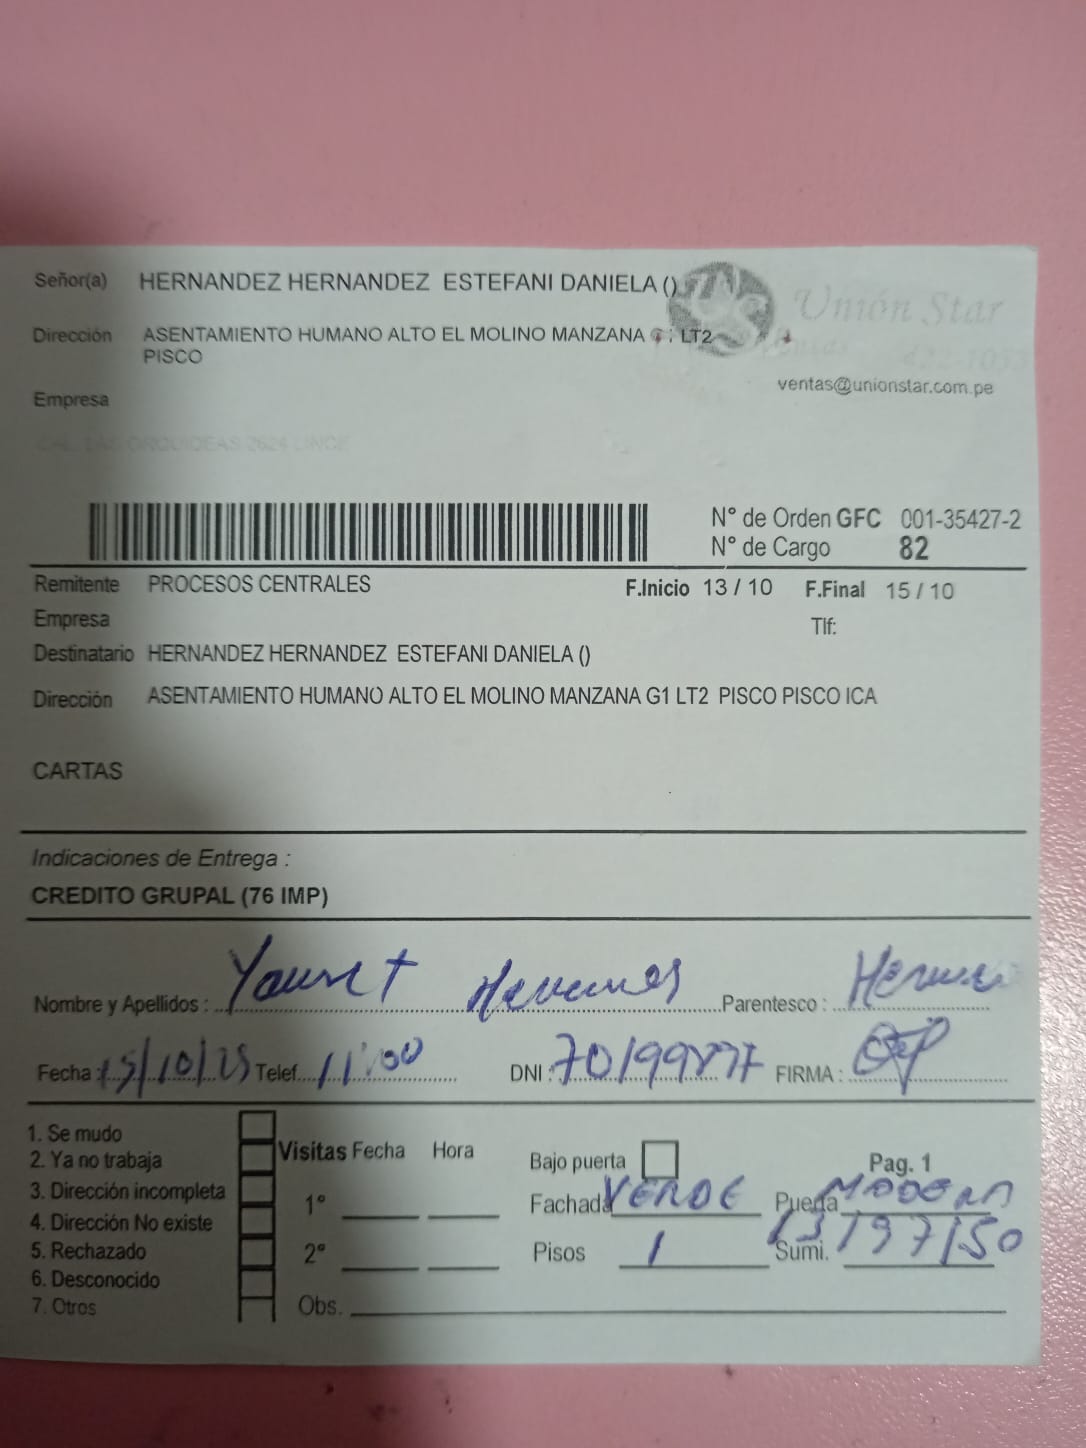 Señor(a) HERNANDEZ HERNANDEZ ESTEFANI DANIELA ()
Unión Star
Dirección ASENTAMIENTO HUMANO ALTO EL MOLINO MANZANA LT2
PISCO
ventas@unionstar.com.pe
Empresa
CAL. LAS ORQUIDEAS 2624 LINCE
N° de Orden GFC 001-35427-2
N° de Cargo 82
Remitente PROCESOS CENTRALES F.Inicio 13 / 10 F.Final 15 / 10
Empresa Tlf:
Destinatario HERNANDEZ HERNANDEZ ESTEFANI DANIELA ()
Dirección ASENTAMIENTO HUMANO ALTO EL MOLINO MANZANA G1 LT2 PISCO PISCO ICA
CARTAS
Indicaciones de Entrega :
CREDITO GRUPAL (76 IMP)
Nombre y Apellidos : Parentesco :
Fecha : 15/10/25 Telef. 11:00 DNI : FIRMA :
1. Se mudo
2. Ya no trabaja
3. Dirección incompleta
4. Dirección No existe
5. Rechazado
6. Desconocido
7. Otros
Visitas Fecha Hora
1°
2°
Bajo puerta Pag. 1
Fachada VERDE Puerta MADERA
Pisos 1 Sumi. 13197150
Obs.